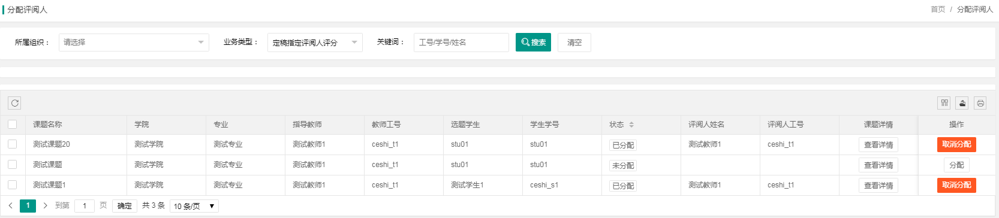 分配评阅人
首页 / 分配评阅人
所属组织： 请选择 业务类型： 定稿指定评阅人评分 关键词： 工号/学号/姓名 搜索 清空
课题名称 学院 专业 指导教师 教师工号 选题学生 学生学号 状态 评阅人姓名 评阅人工号 课题详情 操作
测试课题20 测试学院 测试专业 测试教师1 ceshi_t1 stu01 stu01 已分配 测试教师1 ceshi_t1 查看详情 取消分配
测试课题 测试学院 测试专业 测试教师1 ceshi_t1 stu01 stu01 未分配 查看详情 分配
测试课题1 测试学院 测试专业 测试教师1 ceshi_t1 测试学生1 ceshi_s1 已分配 测试教师1 ceshi_t1 查看详情 取消分配
1 到第 1 页 确定 共 3 条 10 条/页